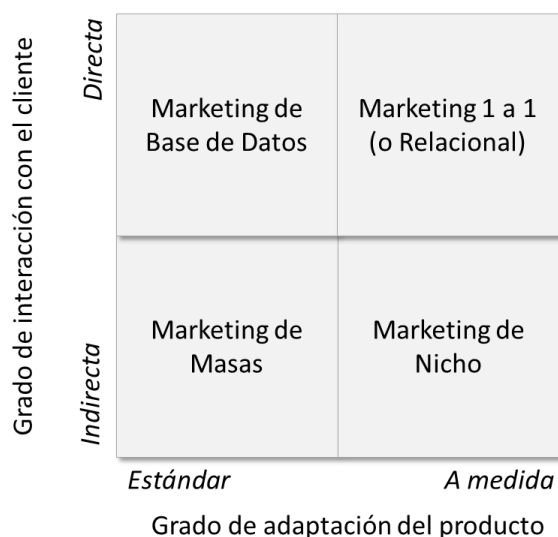 Grado de interacción con el cliente
Directa
Indirecta
Marketing de
Base de Datos
Marketing 1 a 1
(o Relacional)
Marketing de
Masas
Marketing de
Nicho
Estándar
A medida
Grado de adaptación del producto